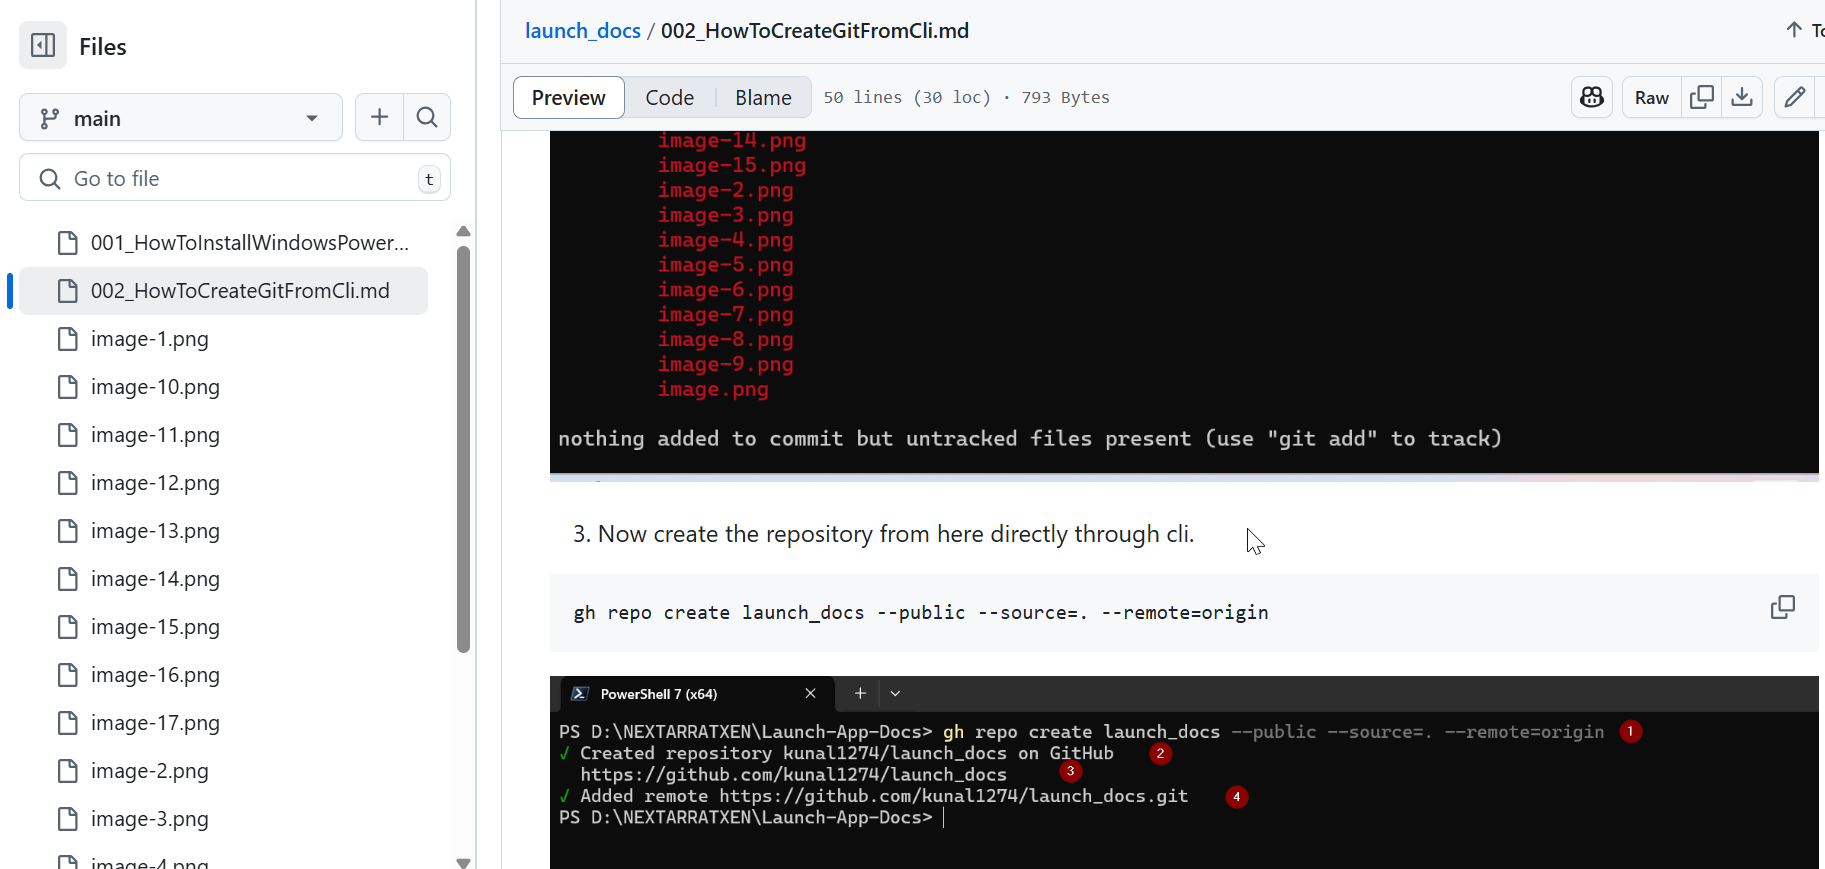 Files
main
Go to file
t
001_HowToInstallWindowsPower...
002_HowToCreateGitFromCli.md
image-1.png
image-10.png
image-11.png
image-12.png
image-13.png
image-14.png
image-15.png
image-16.png
image-17.png
image-2.png
image-3.png
image-4.png
launch_docs / 002_HowToCreateGitFromCli.md
Preview
Code
Blame
50 lines (30 loc) · 793 Bytes
Raw
image-14.png
image-15.png
image-2.png
image-3.png
image-4.png
image-5.png
image-6.png
image-7.png
image-8.png
image-9.png
image.png
nothing added to commit but untracked files present (use "git add" to track)
3. Now create the repository from here directly through cli.
gh repo create launch_docs --public --source=. --remote=origin
PowerShell 7 (x64)
PS D:\NEXTARRATXEN\Launch-App-Docs> gh repo create launch_docs --public --source=. --remote=origin 1
✓ Created repository kunal1274/launch_docs on GitHub 2
https://github.com/kunal1274/launch_docs 3
✓ Added remote https://github.com/kunal1274/launch_docs.git 4
PS D:\NEXTARRATXEN\Launch-App-Docs>